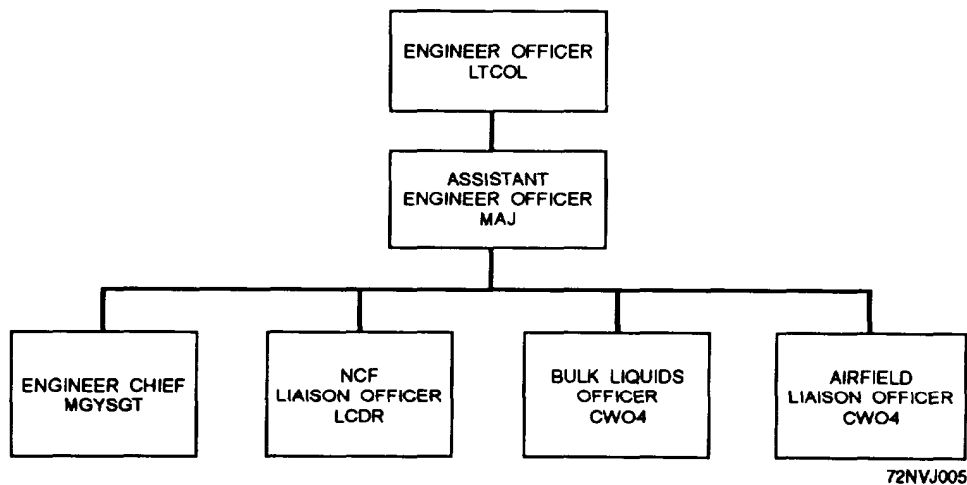 ENGINEER OFFICER
LTCOL
ASSISTANT
ENGINEER OFFICER
MAJ
ENGINEER CHIEF
MGYSGT
NCF
LIAISON OFFICER
LCDR
BULK LIQUIDS
OFFICER
CWO4
AIRFIELD
LIAISON OFFICER
CWO4
72NVJ005